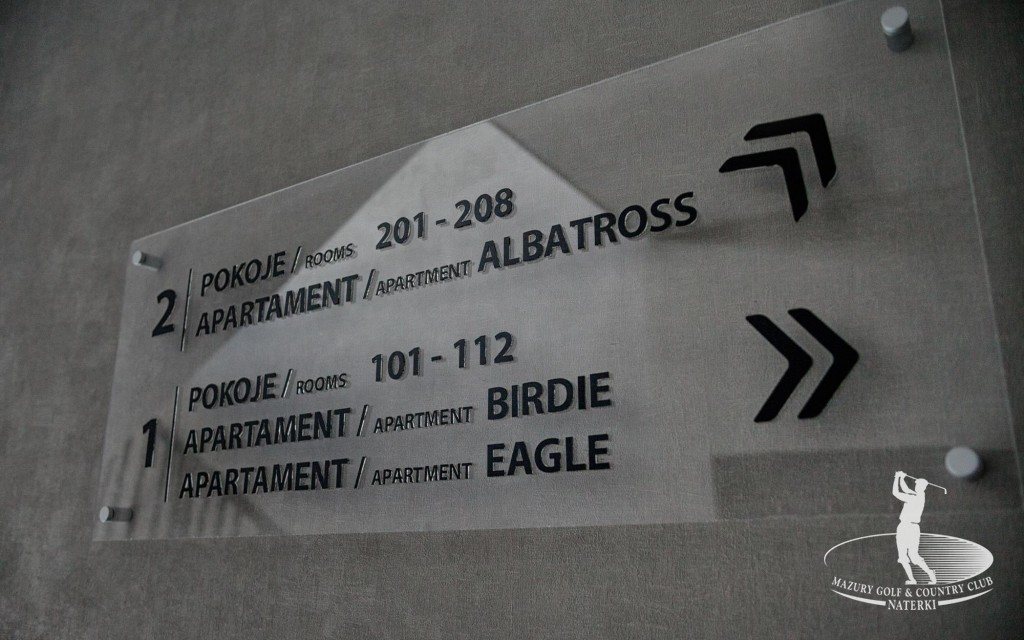 2
POKOJE / ROOMS 201 - 208
APARTAMENT / APARTMENT ALBATROSS
1
POKOJE / ROOMS 101 - 112
APARTAMENT / APARTMENT BIRDIE
APARTAMENT / APARTMENT EAGLE
MAZURY GOLF & COUNTRY CLUB
NATERKI